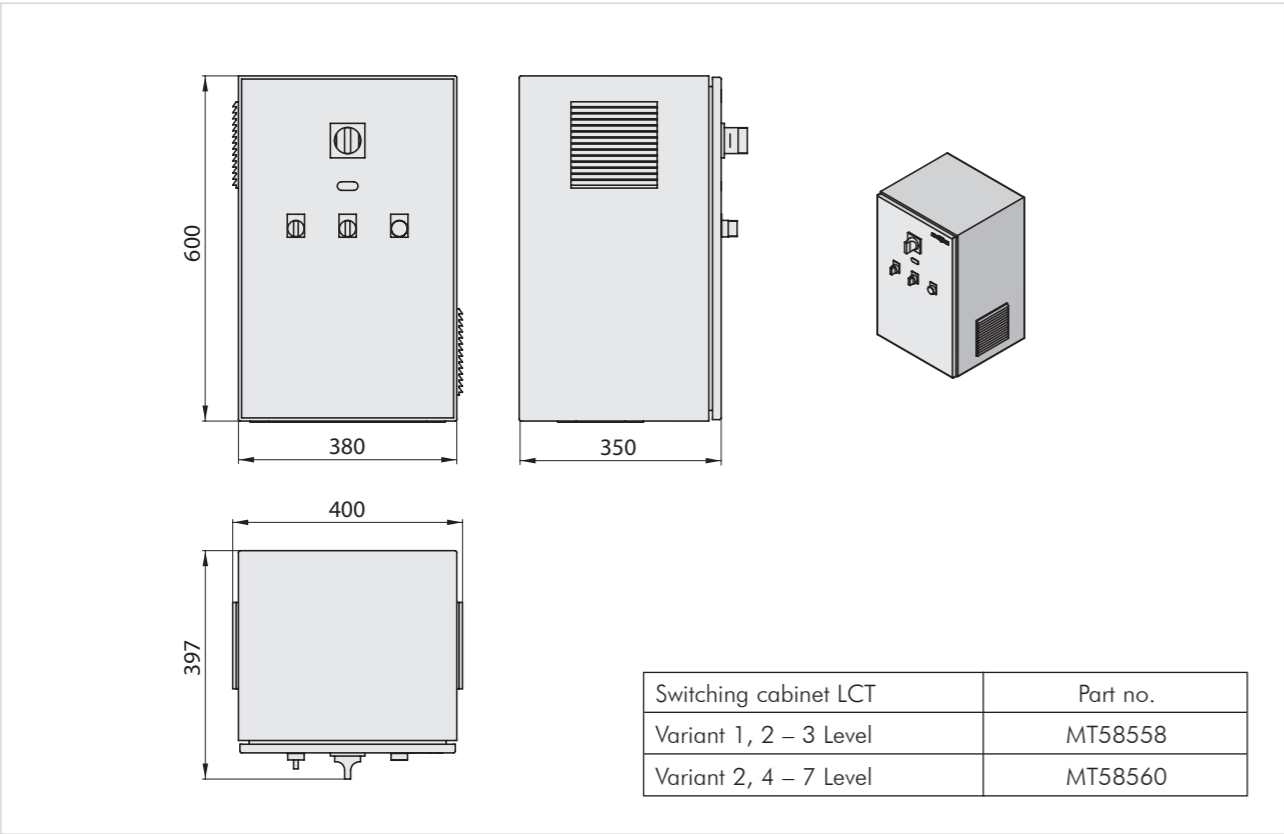 600
380
350
400
397
Switching cabinet LCT Part no.
Variant 1, 2 – 3 Level MT58558
Variant 2, 4 – 7 Level MT58560